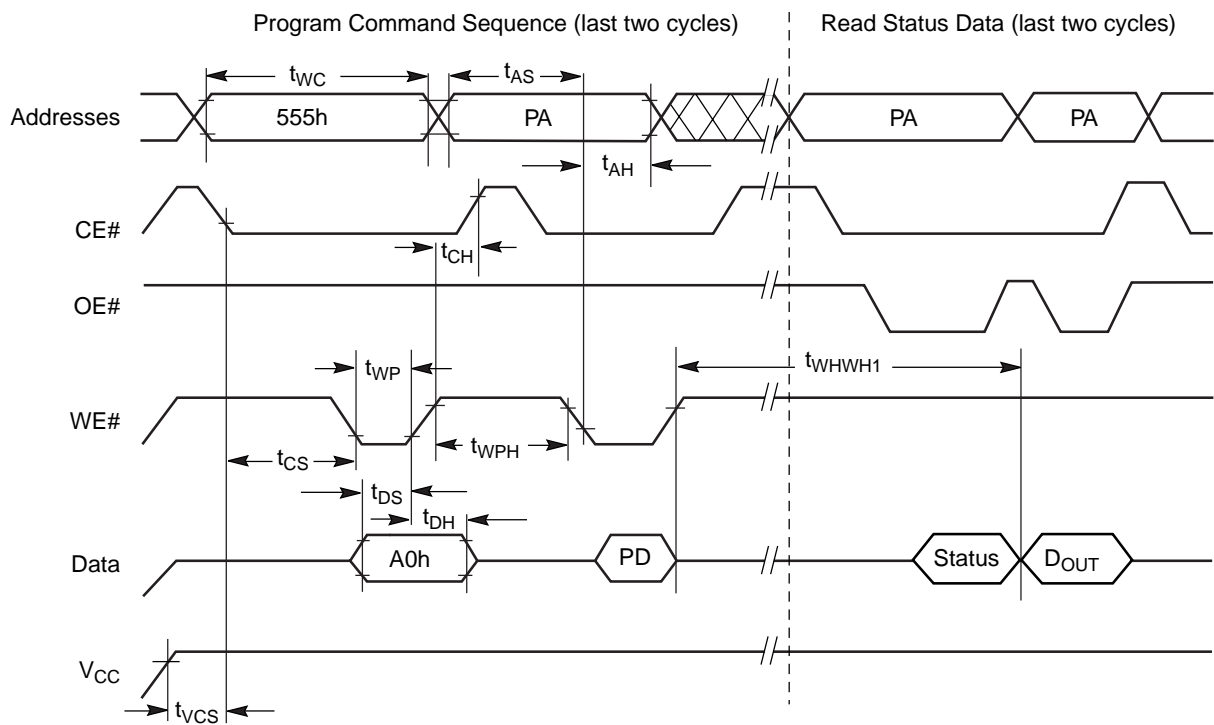 Program Command Sequence (last two cycles)
Read Status Data (last two cycles)
tWC
tAS
Addresses
555h
PA
PA
PA
tAH
CE#
tCH
OE#
tWHWH1
tWP
WE#
tWPH
tCS
tDS
tDH
Data
A0h
PD
Status
DOUT
VCC
tVCS